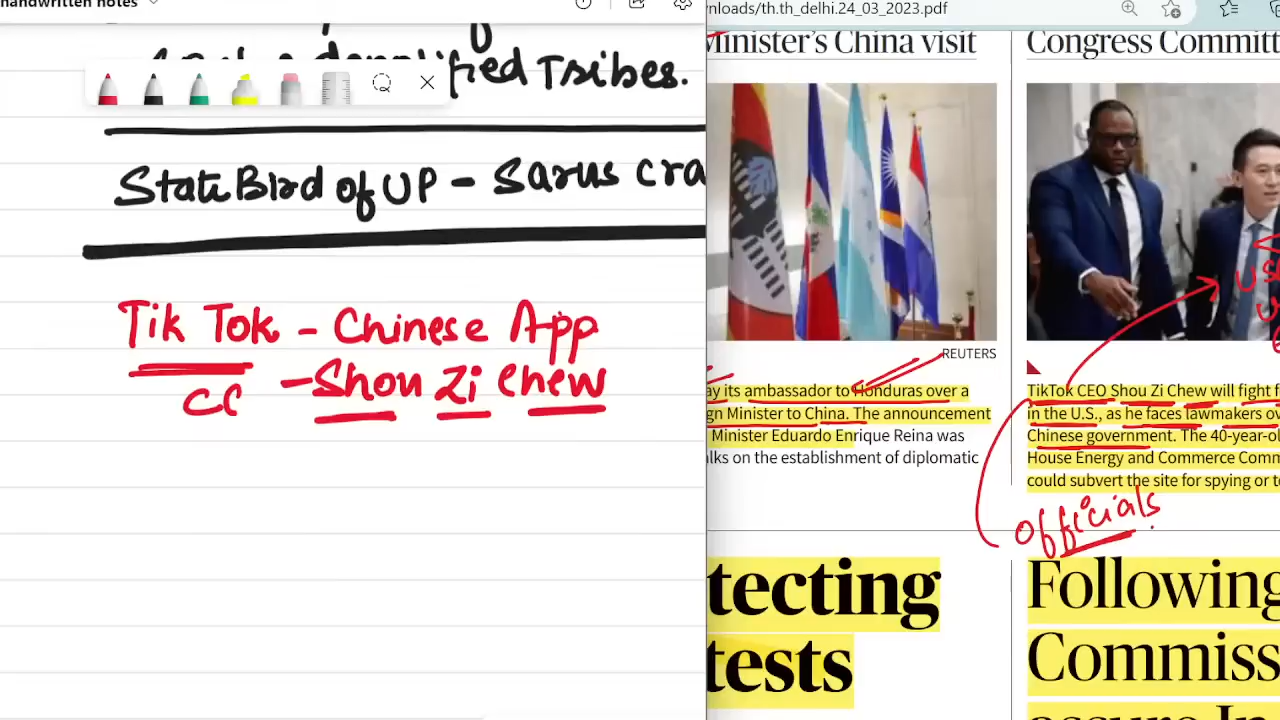 handwritten notes
Tribes.
State Bird of UP - Sarus cra
Tik Tok - Chinese App
CC - Shou Zi Chew
wnloads/th.th_delhi.24_03_2023.pdf
Minister's China visit
REUTERS
ay its ambassador to Honduras over a
gn Minister to China. The announcement
Minister Eduardo Enrique Reina was
alks on the establishment of diplomatic
tecting
tests
Congress Committ
US
TikTok CEO Shou Zi Chew will fight f
in the U.S., as he faces lawmakers ov
Chinese government. The 40-year-ol
House Energy and Commerce Comm
could subvert the site for spying or to
officials
Following
Commiss